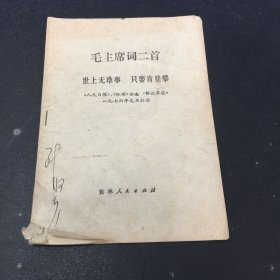 毛主席词二首
世上无难事 只要肯登攀
《人民日报》、《红旗》杂志、《解放军报》
一九七六年元旦社论
吉林人民出版社